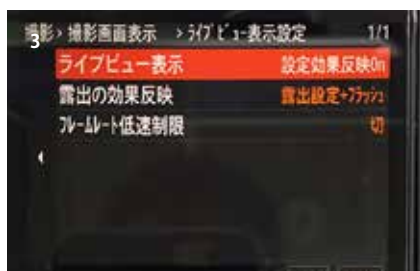 撮影>撮影画面表示 >ライブビュー表示設定 1/1
3
ライブビュー表示 設定効果反映On
露出の効果反映 露出設定+フラッシュ
フレームレート低速制限 切